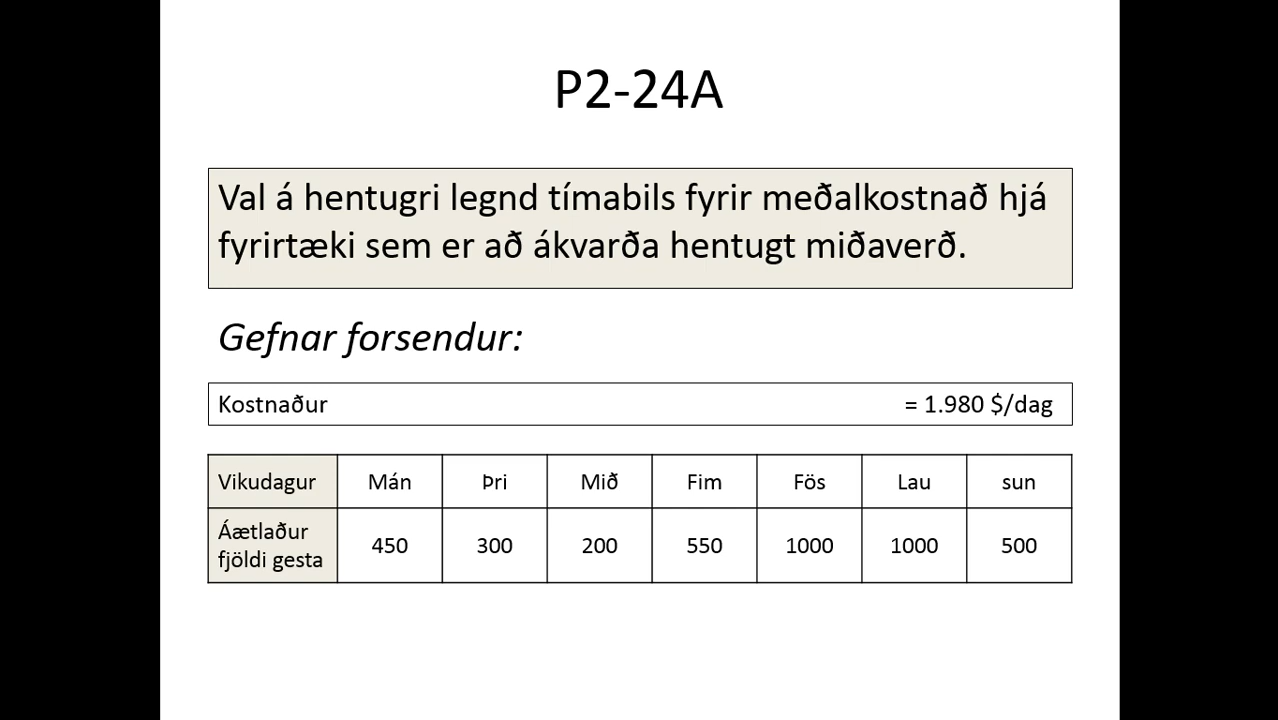 P2-24A
Val á hentugri legnd tímabils fyrir meðalkostnað hjá
fyrirtæki sem er að ákvarða hentugt miðaverð.
Gefnar forsendur:
Kostnaður = 1.980 $/dag
Vikudagur Mán Þri Mið Fim Fös Lau sun
Áætlaður
fjöldi gesta 450 300 200 550 1000 1000 500